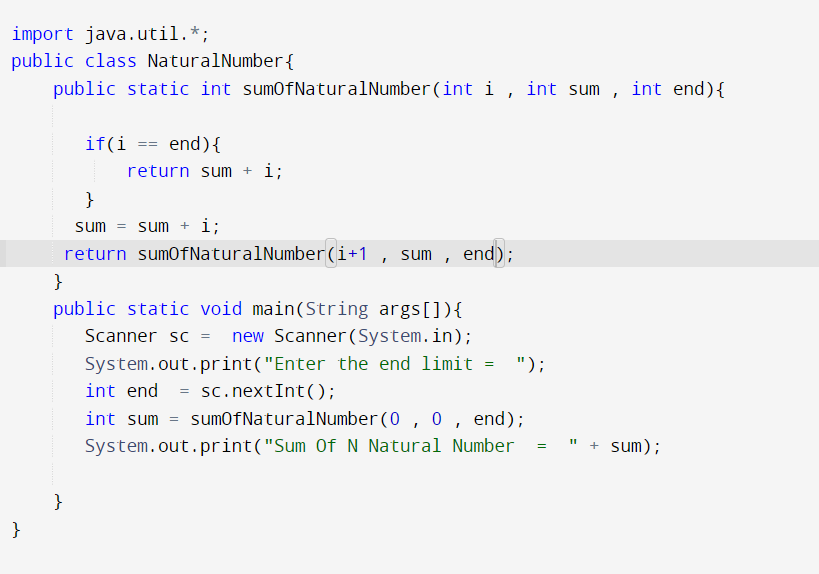 import java.util.*;
public class NaturalNumber{
public static int sumOfNaturalNumber(int i , int sum , int end){
if(i == end){
return sum + i;
}
sum = sum + i;
return sumOfNaturalNumber(i+1 , sum , end);
}
public static void main(String args[]){
Scanner sc =  new Scanner(System.in);
System.out.print("Enter the end limit =  ");
int end  = sc.nextInt();
int sum = sumOfNaturalNumber(0 , 0 , end);
System.out.print("Sum Of N Natural Number  =  " + sum);
}
}